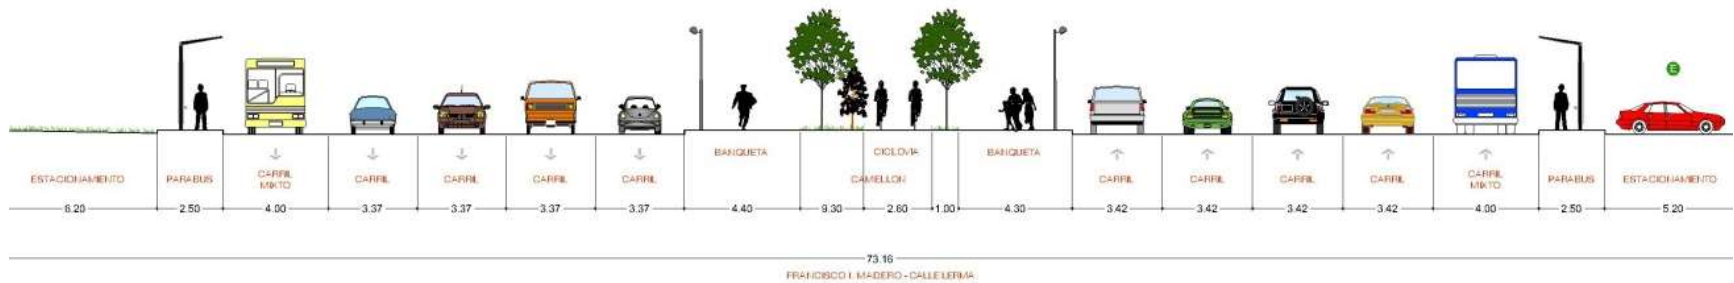 E
BANQUETA
CICLOVIA
BANQUETA
ESTACIONAMIENTO
PARABUS
CARRIL
MIXTO
CARRIL
CARRIL
CARRIL
CARRIL
CAMELLON
CARRIL
CARRIL
CARRIL
CARRIL
CARRIL
MIXTO
PARABUS
ESTACIONAMIENTO
6.20 2.50 4.00 3.37 3.37 3.37 3.37 4.40 9.30 2.60 1.00 4.30 3.42 3.42 3.42 3.42 4.00 2.50 5.20
73.16
FRANCISCO I. MADERO - CALLE LERMA